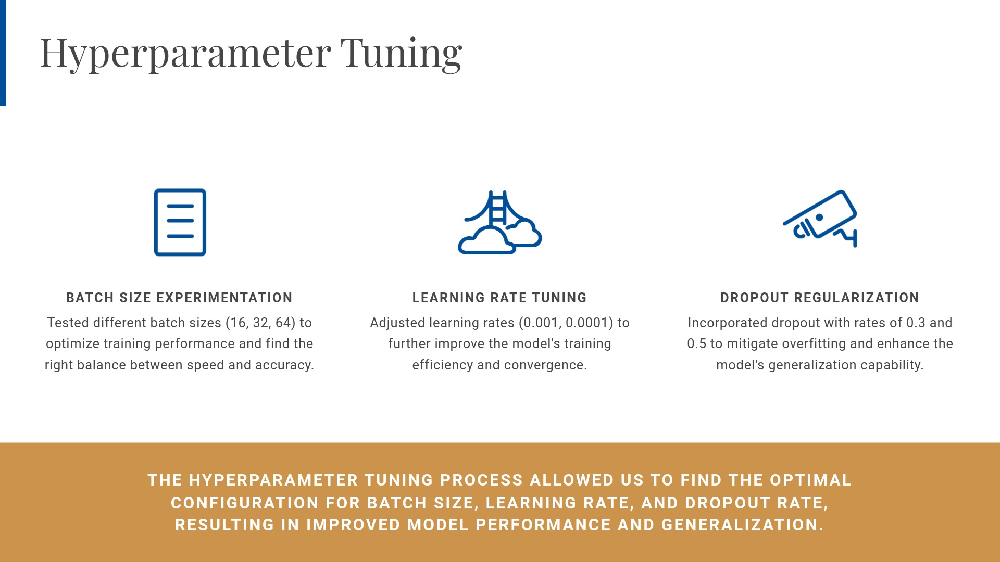 Hyperparameter Tuning
BATCH SIZE EXPERIMENTATION
Tested different batch sizes (16, 32, 64) to
optimize training performance and find the
right balance between speed and accuracy.
LEARNING RATE TUNING
Adjusted learning rates (0.001, 0.0001) to
further improve the model's training
efficiency and convergence.
DROPOUT REGULARIZATION
Incorporated dropout with rates of 0.3 and
0.5 to mitigate overfitting and enhance the
model's generalization capability.
THE HYPERPARAMETER TUNING PROCESS ALLOWED US TO FIND THE OPTIMAL
CONFIGURATION FOR BATCH SIZE, LEARNING RATE, AND DROPOUT RATE,
RESULTING IN IMPROVED MODEL PERFORMANCE AND GENERALIZATION.